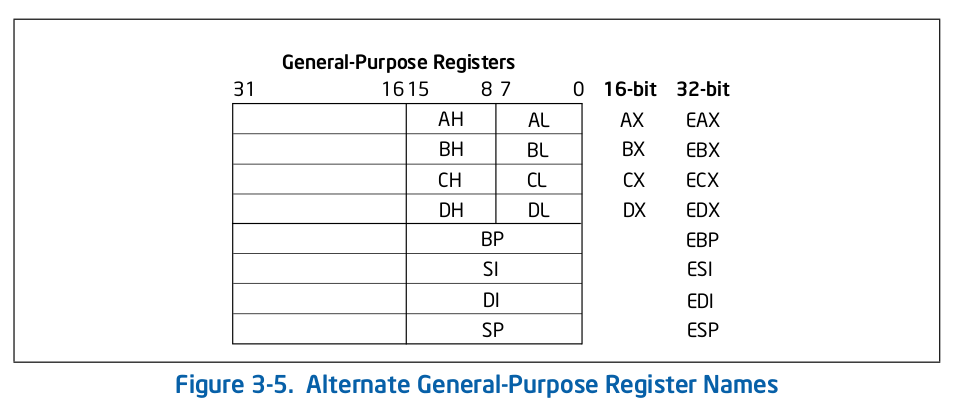 General-Purpose Registers
31 16 15 8 7 0 16-bit 32-bit
AH AL AX EAX
BH BL BX EBX
CH CL CX ECX
DH DL DX EDX
BP EBP
SI ESI
DI EDI
SP ESP
Figure 3-5. Alternate General-Purpose Register Names